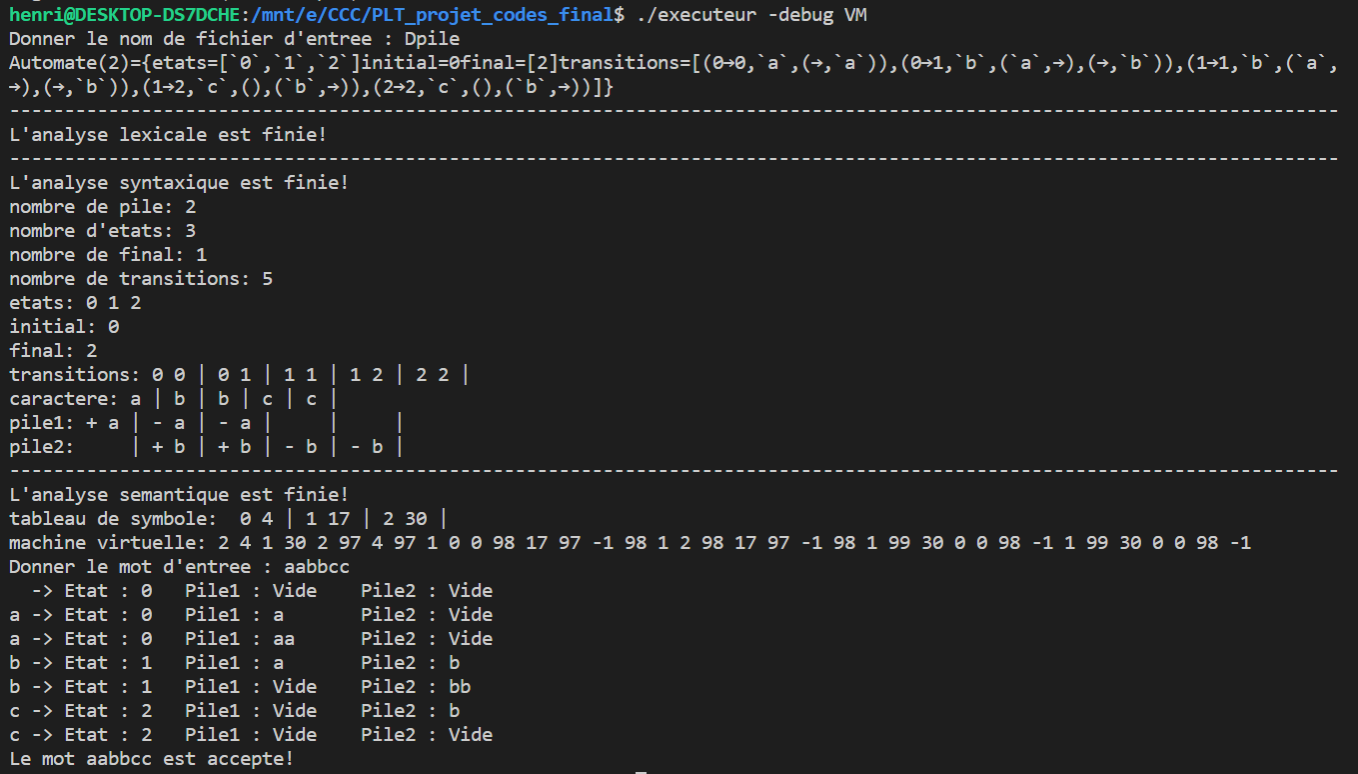 henri@DESKTOP-DS7DCHE:/mnt/e/CCC/PLT_projet_codes_final$ ./executeur -debug VM
Donner le nom de fichier d'entree : Dpile
Automate(2)={etats=[`0`,`1`,`2`]initial=0final=[2]transitions=[(0→0,`a`,(→,`a`)),(0→1,`b`,(`a`,→),(→,`b`)),(1→1,`b`,(`a`,
→),(→,`b`)),(1→2,`c`,(),(`b`,→)),(2→2,`c`,(),(`b`,→))]}
-------------------------------------------------------------------------------------------------------------------------
L'analyse lexicale est finie!
-------------------------------------------------------------------------------------------------------------------------
L'analyse syntaxique est finie!
nombre de pile: 2
nombre d'etats: 3
nombre de final: 1
nombre de transitions: 5
etats: 0 1 2
initial: 0
final: 2
transitions: 0 0 | 0 1 | 1 1 | 1 2 | 2 2 |
caractere: a | b | b | c | c |
pile1: + a | - a | - a |     |     |
pile2:     | + b | + b | - b | - b |
-------------------------------------------------------------------------------------------------------------------------
L'analyse semantique est finie!
tableau de symbole:  0 4 | 1 17 | 2 30 |
machine virtuelle: 2 4 1 30 2 97 4 97 1 0 0 98 17 97 -1 98 1 2 98 17 97 -1 98 1 99 30 0 0 98 -1 1 99 30 0 0 98 -1
Donner le mot d'entree : aabbcc
  -> Etat : 0   Pile1 : Vide    Pile2 : Vide
a -> Etat : 0   Pile1 : a       Pile2 : Vide
a -> Etat : 0   Pile1 : aa      Pile2 : Vide
b -> Etat : 1   Pile1 : a       Pile2 : b
b -> Etat : 1   Pile1 : Vide    Pile2 : bb
c -> Etat : 2   Pile1 : Vide    Pile2 : b
c -> Etat : 2   Pile1 : Vide    Pile2 : Vide
Le mot aabbcc est accepte!